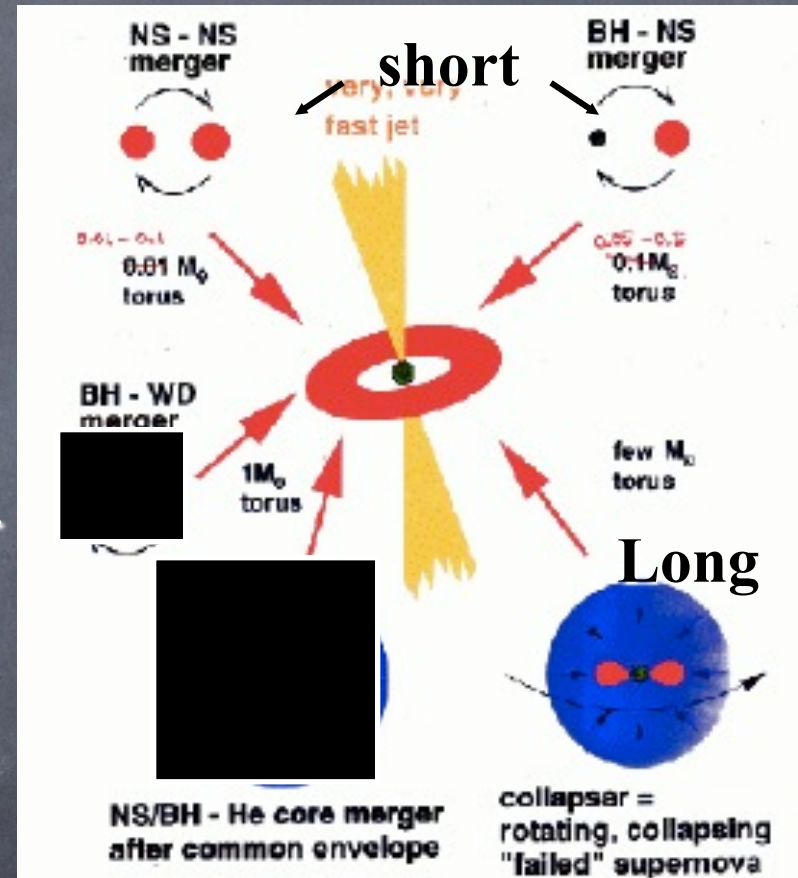 NS - NS
merger
BH - NS
merger
short
very, very
fast jet
0.01 M⊙
torus
0.1M⊙
torus
BH - WD
merger
1M⊙
torus
few M⊙
torus
Long
NS/BH - He core merger
after common envelope
collapsar =
rotating, collapsing
"failed" supernova